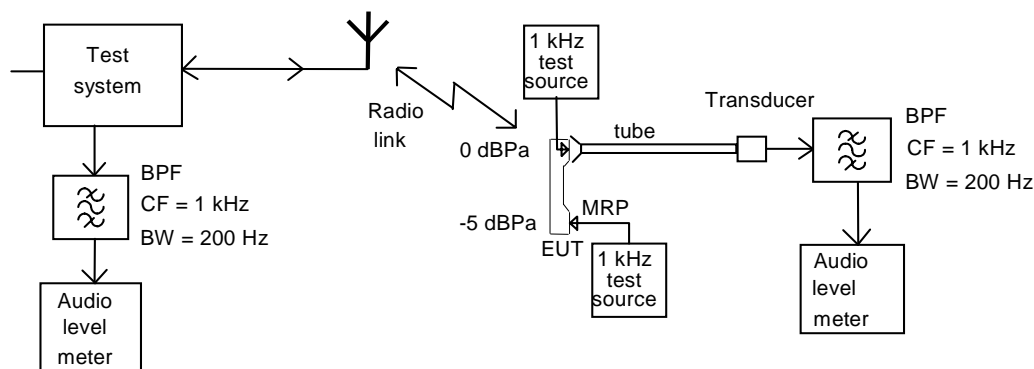 Test
system
BPF
CF = 1 kHz
BW = 200 Hz
Audio
level
meter
Radio
link
1 kHz
test
source
0 dBPa
-5 dBPa
EUT
MRP
1 kHz
test
source
tube
Transducer
BPF
CF = 1 kHz
BW = 200 Hz
Audio
level
meter